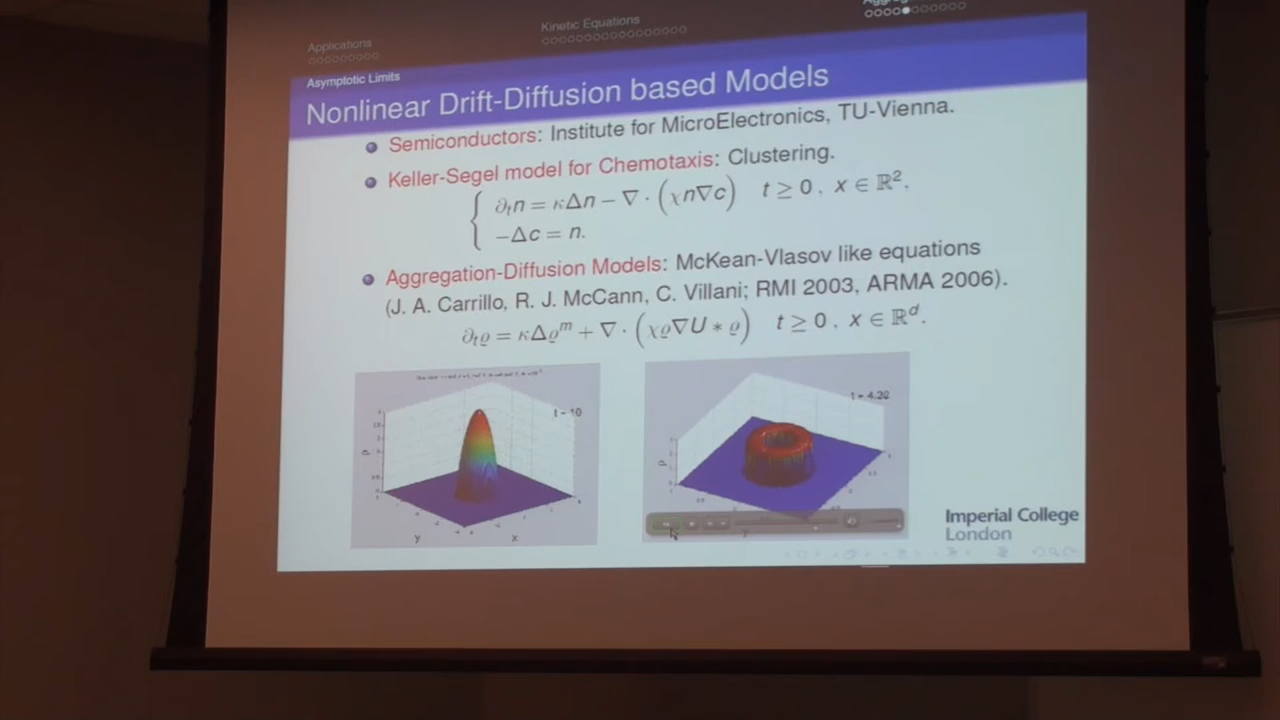 Applications
Kinetic Equations
Asymptotic Limits
Nonlinear Drift-Diffusion based Models
Semiconductors: Institute for MicroElectronics, TU-Vienna.
Keller-Segel model for Chemotaxis: Clustering.
∂ₜn = κΔn − ∇ · (χn∇c) t ≥ 0 , x ∈ ℝ²,
−Δc = n.
Aggregation-Diffusion Models: McKean-Vlasov like equations
(J. A. Carrillo, R. J. McCann, C. Villani; RMI 2003, ARMA 2006).
∂ₜϱ = κΔϱᵐ + ∇ · (χϱ∇U ∗ ϱ) t ≥ 0 , x ∈ ℝᵈ.
t = 10
t = 4.20
ρ
ρ
y
x
Imperial College
London